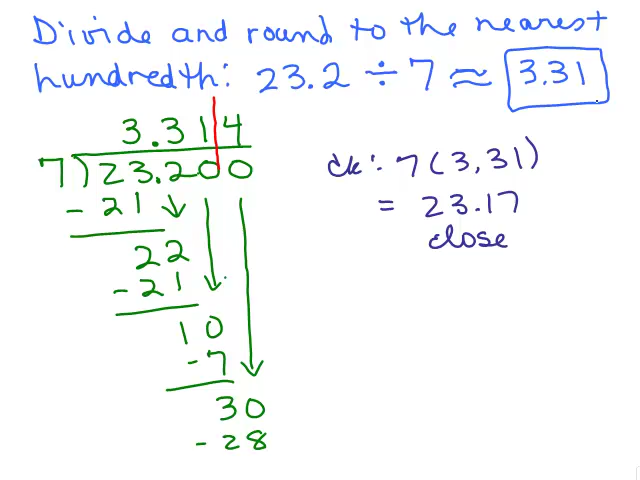 Divide and round to the nearest
hundredth: 23.2 ÷ 7 ≈ 3.31
3.314
7)23.200
- 21
22
- 21
10
- 7
30
- 28
ck: 7(3,31)
= 23.17
close